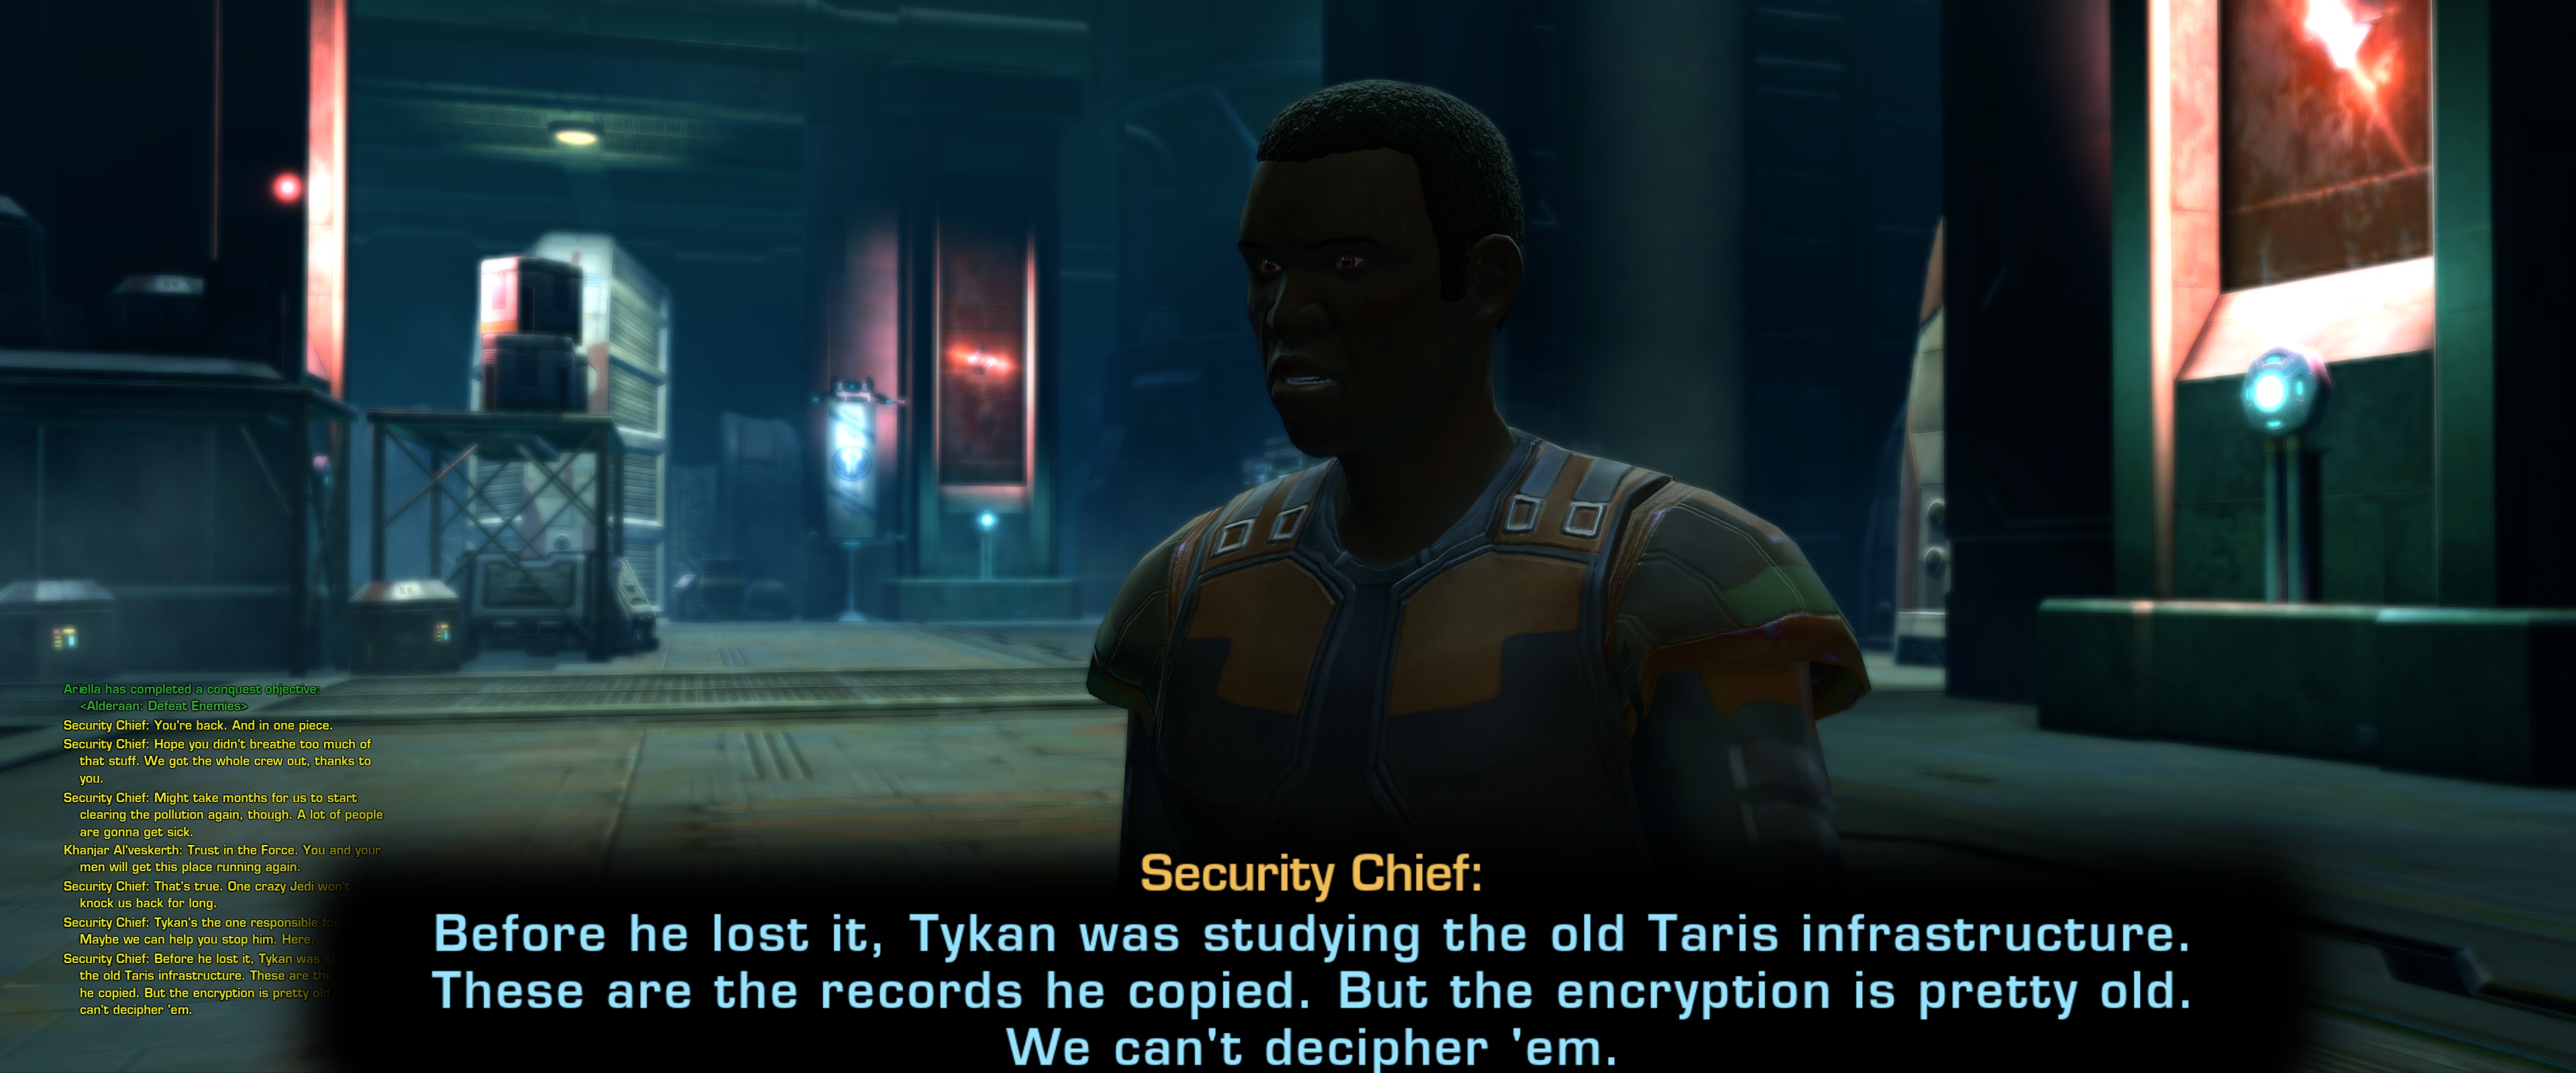 Ariella has completed a conquest objective:
<Alderaan: Defeat Enemies>
Security Chief: You're back. And in one piece.
Security Chief: Hope you didn't breathe too much of
that stuff. We got the whole crew out, thanks to
you.
Security Chief: Might take months for us to start
clearing the pollution again, though. A lot of people
are gonna get sick.
Khanjar Al'veskerth: Trust in the Force. You and your
men will get this place running again.
Security Chief: That's true. One crazy Jedi won't
knock us back for long.
Security Chief: Tykan's the one responsible for
Maybe we can help you stop him. Here.
Security Chief: Before he lost it, Tykan was
the old Taris infrastructure. These are the
he copied. But the encryption is pretty old
can't decipher 'em.
Security Chief:
Before he lost it, Tykan was studying the old Taris infrastructure.
These are the records he copied. But the encryption is pretty old.
We can't decipher 'em.